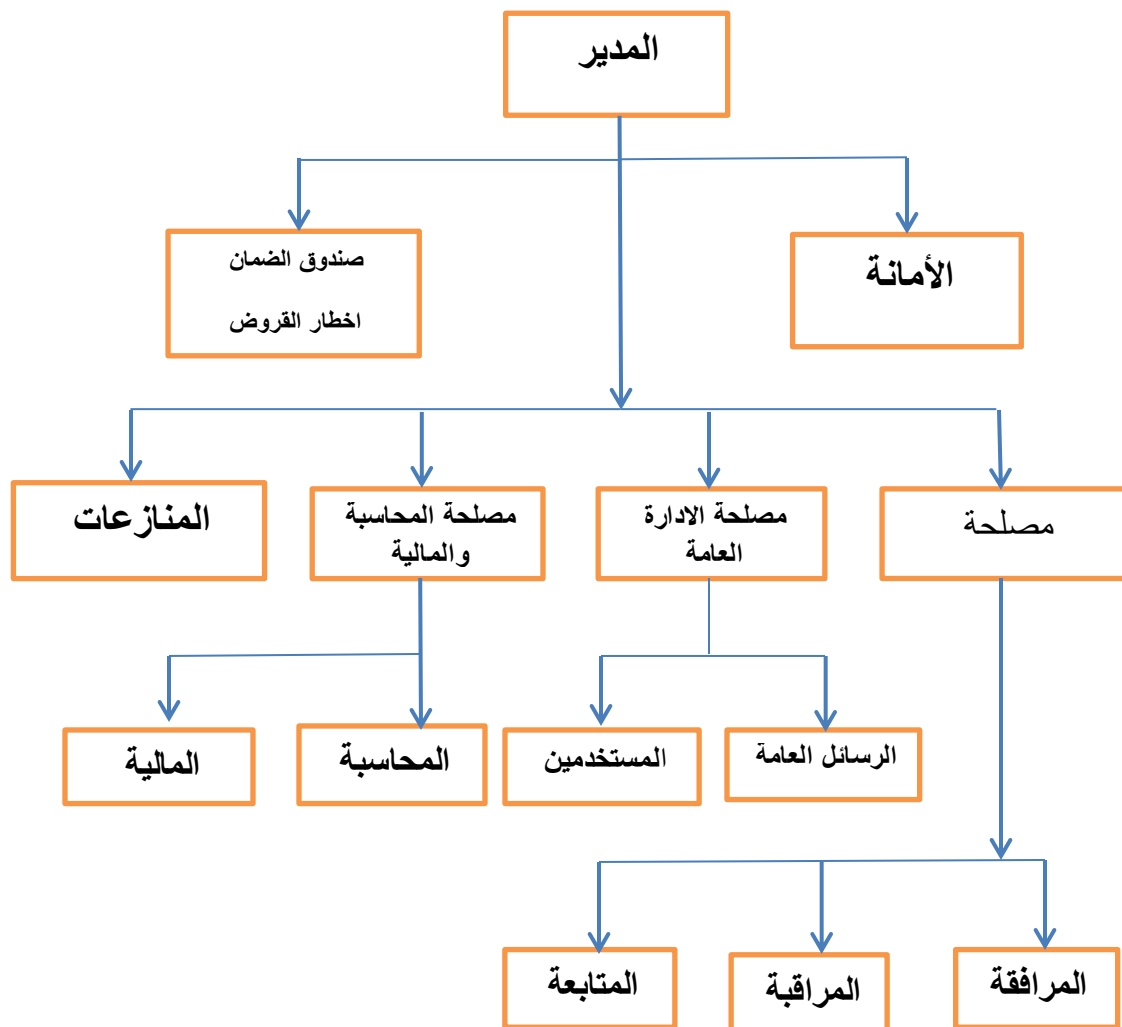 المدير
الأمانة
صندوق الضمان
اخطار القروض
مصلحة
مصلحة الادارة
العامة
مصلحة المحاسبة
والمالية
المنازعات
الرسائل العامة
المستخدمين
المحاسبة
المالية
المرافقة
المراقبة
المتابعة